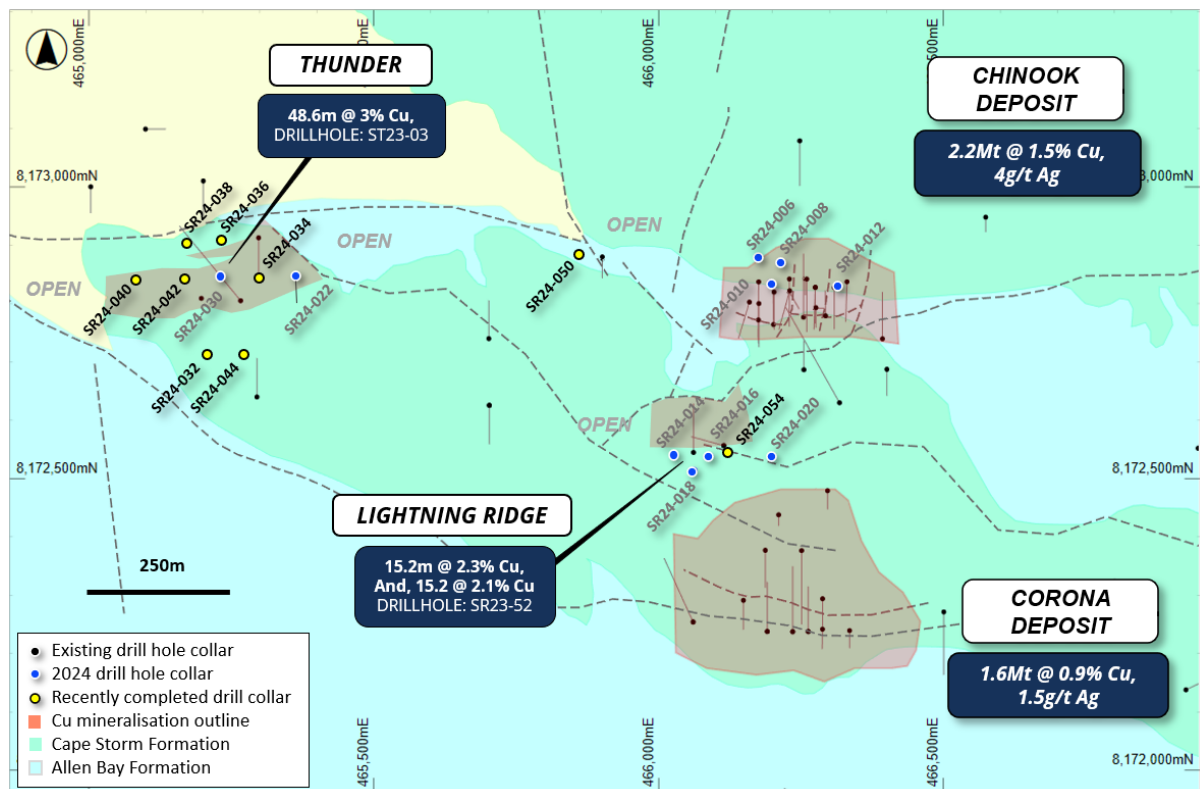 465,000mE
466,000mE
THUNDER
48.6m @ 3% Cu,
DRILLHOLE: ST23-03
CHINOOK
DEPOSIT
2.2Mt @ 1.5% Cu,
4g/t Ag
8,173,000mN
SR24-038
SR24-036
SR24-034
OPEN
OPEN
SR24-006
SR24-008
SR24-012
OPEN
SR24-050
SR24-010
SR24-040
SR24-042
SR24-030
SR24-022
SR24-032
SR24-044
OPEN
SR24-014
SR24-016
SR24-054
SR24-020
SR24-018
8,172,500mN
8,172,500mN
LIGHTNING RIDGE
15.2m @ 2.3% Cu,
And, 15.2 @ 2.1% Cu
DRILLHOLE: SR23-52
250m
CORONA
DEPOSIT
1.6Mt @ 0.9% Cu,
1.5g/t Ag
Existing drill hole collar
2024 drill hole collar
Recently completed drill collar
Cu mineralisation outline
Cape Storm Formation
Allen Bay Formation
465,500mE
466,000mE
466,500mE
8,172,000mN